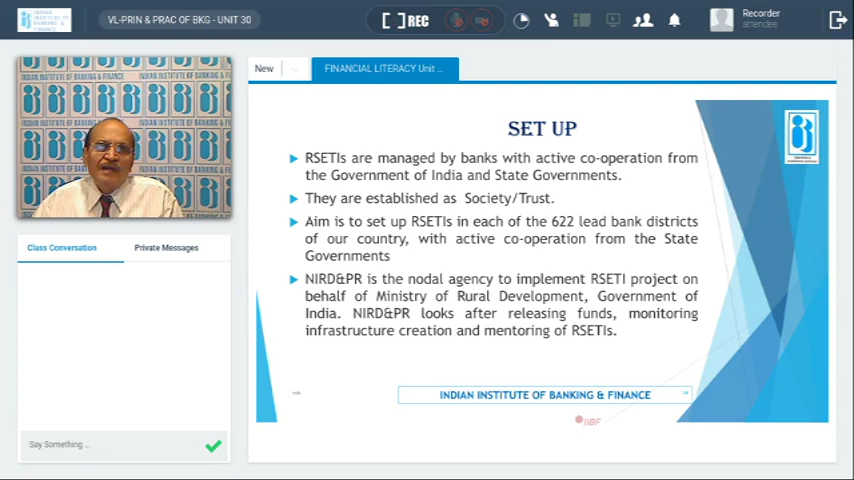 INDIAN
INSTITUTE OF
BANKING &
FINANCE
VL-PRIN & PRAC OF BKG - UNIT 30
REC
Recorder
attendee
New
FINANCIAL LITERACY Unit ...
INDIAN INSTITUTE OF BANKING & FINANCE
Class Conversation
Private Messages
Say Something ...
SET UP
RSETIs are managed by banks with active co-operation from
the Government of India and State Governments.
They are established as Society/Trust.
Aim is to set up RSETIs in each of the 622 lead bank districts
of our country, with active co-operation from the State
Governments
NIRD&PR is the nodal agency to implement RSETI project on
behalf of Ministry of Rural Development, Government of
India. NIRD&PR looks after releasing funds, monitoring
infrastructure creation and mentoring of RSETIs.
INDIAN INSTITUTE OF BANKING & FINANCE
IIBF